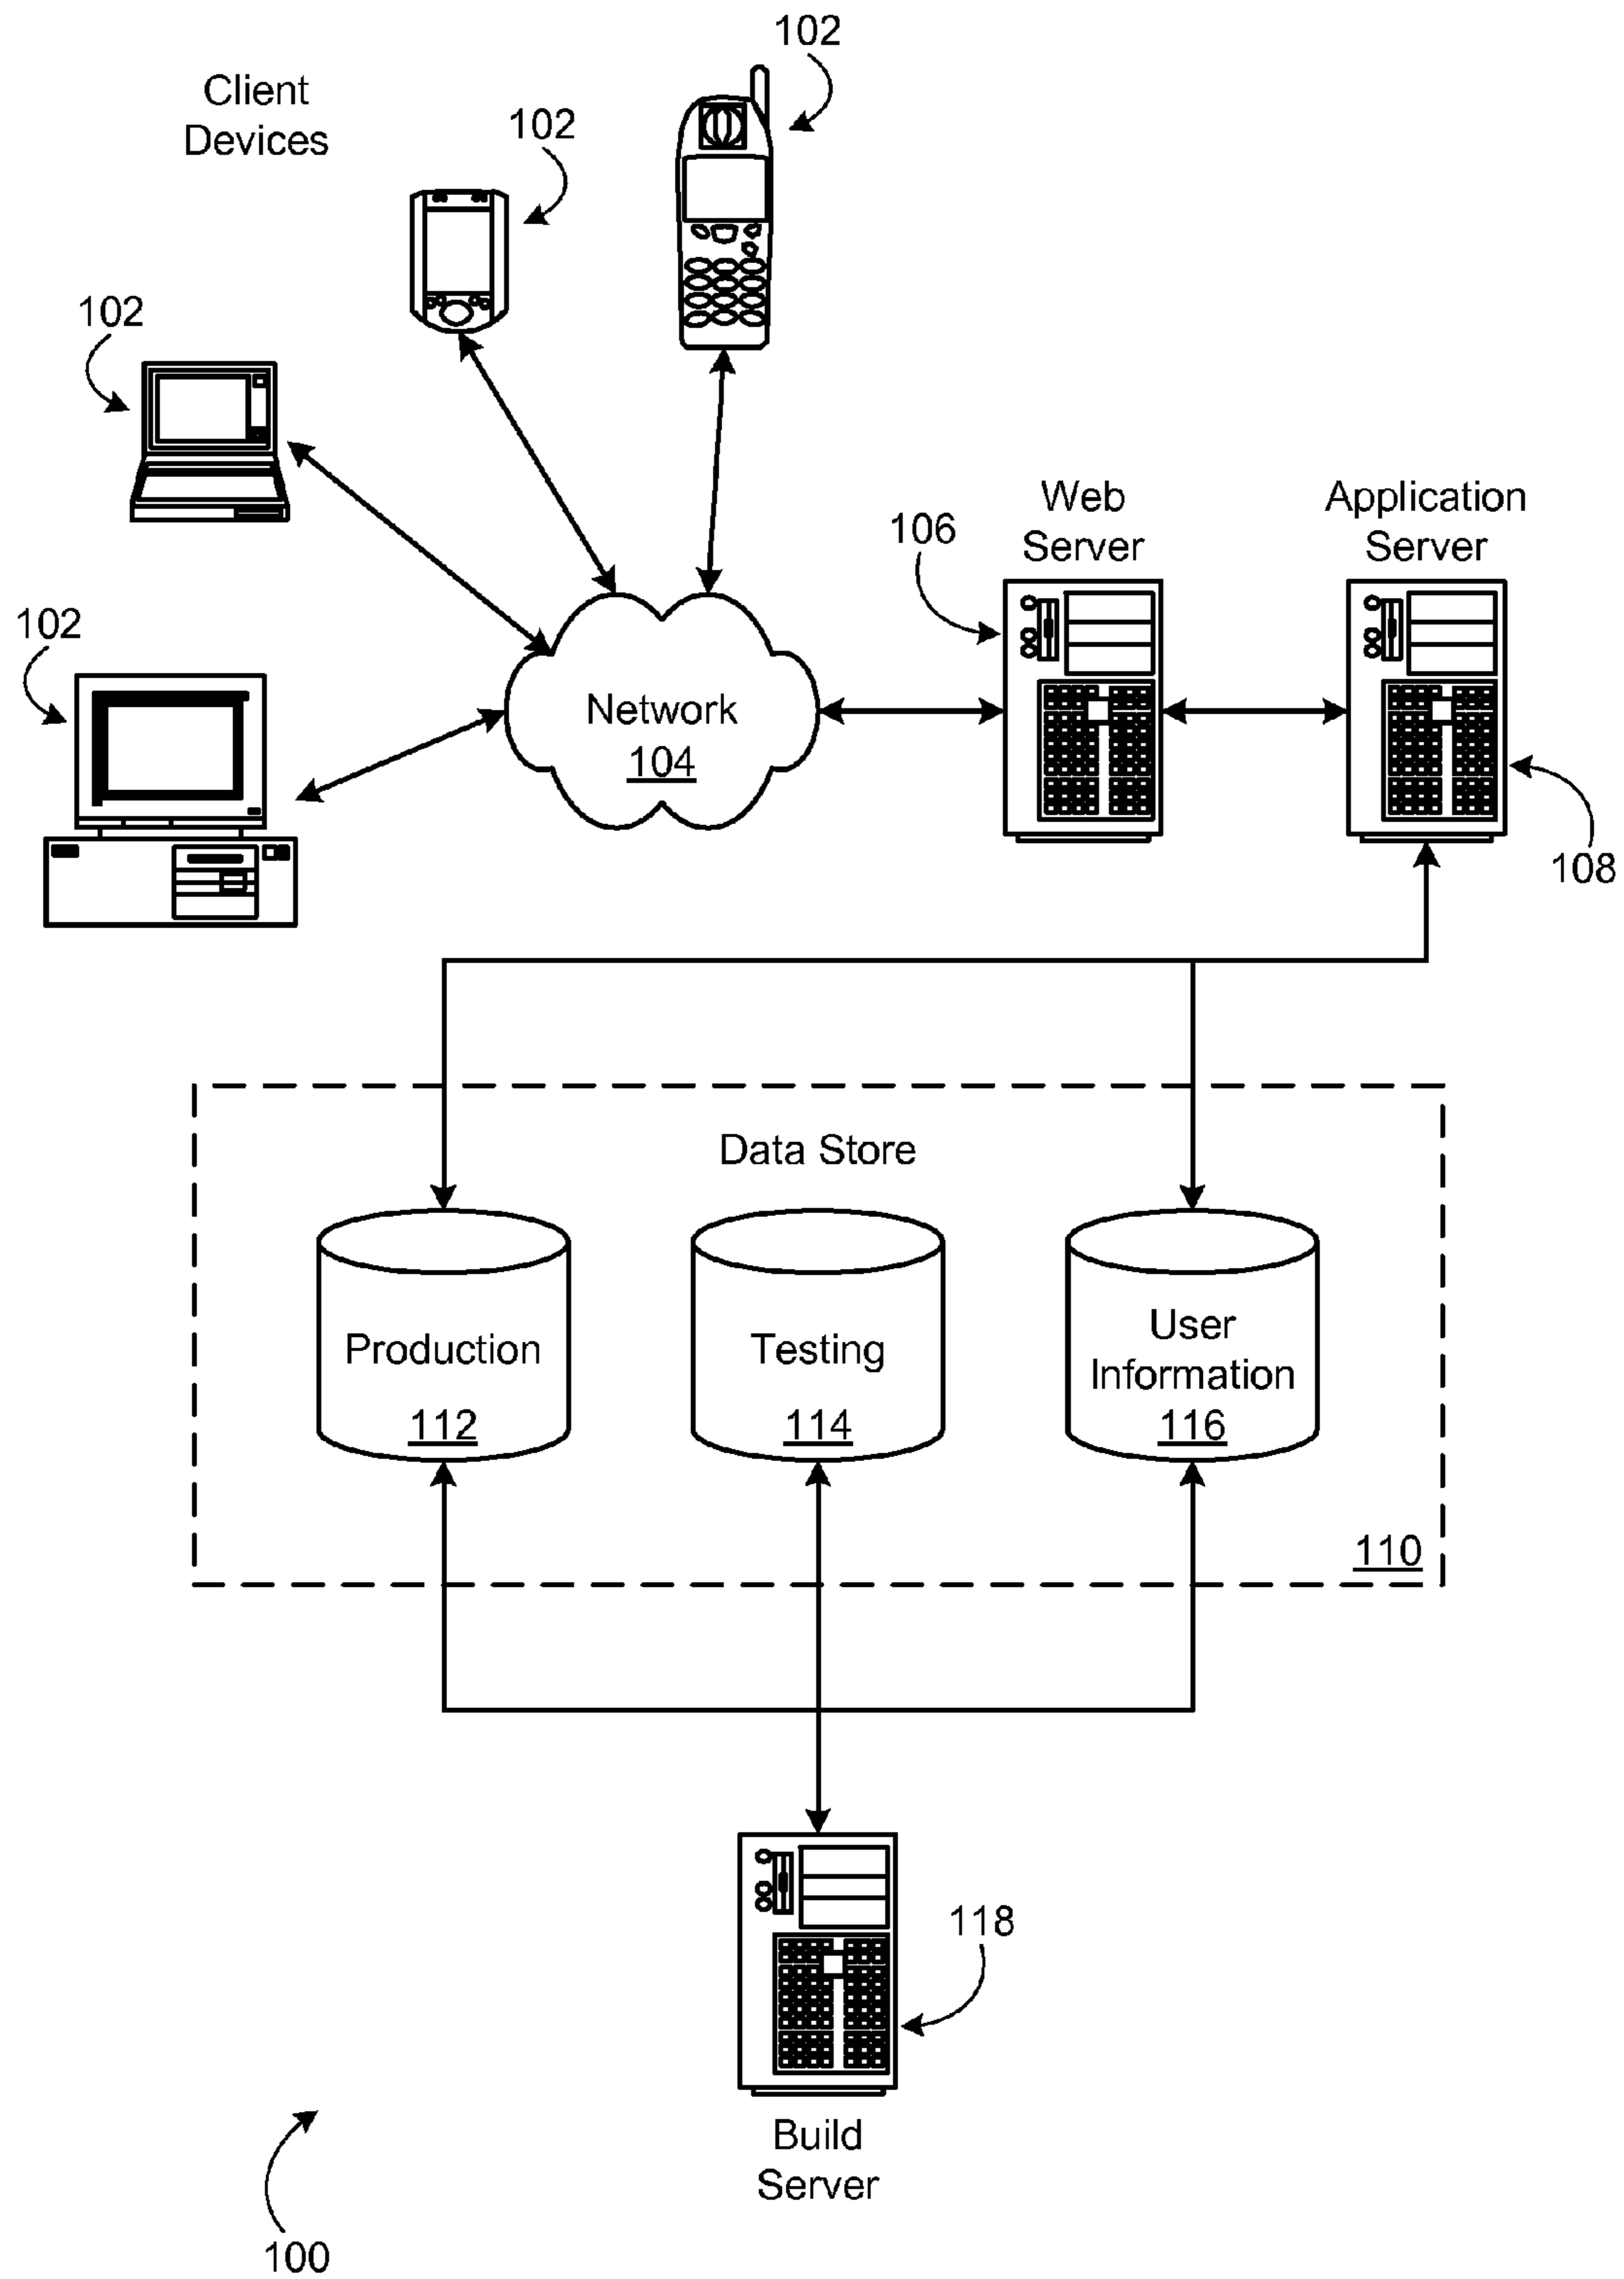 102
Client
Devices
102
102
102
Web
Server
Application
Server
106
Network
104
108
Data Store
Production
112
Testing
114
User
Information
116
110
118
Build
Server
100